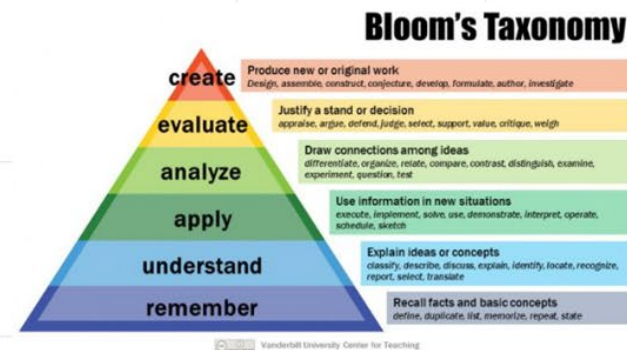 Bloom's Taxonomy
create
Produce new or original work
Design, assemble, construct, conjecture, develop, formulate, author, investigate
evaluate
Justify a stand or decision
appraise, argue, defend, judge, select, support, value, critique, weigh
analyze
Draw connections among ideas
differentiate, organize, relate, compare, contrast, distinguish, examine,
experiment, question, test
apply
Use information in new situations
execute, implement, solve, use, demonstrate, interpret, operate,
schedule, sketch
understand
Explain ideas or concepts
classify, describe, discuss, explain, identify, locate, recognize,
report, select, translate
remember
Recall facts and basic concepts
define, duplicate, list, memorize, repeat, state
Vanderbilt University Center for Teaching